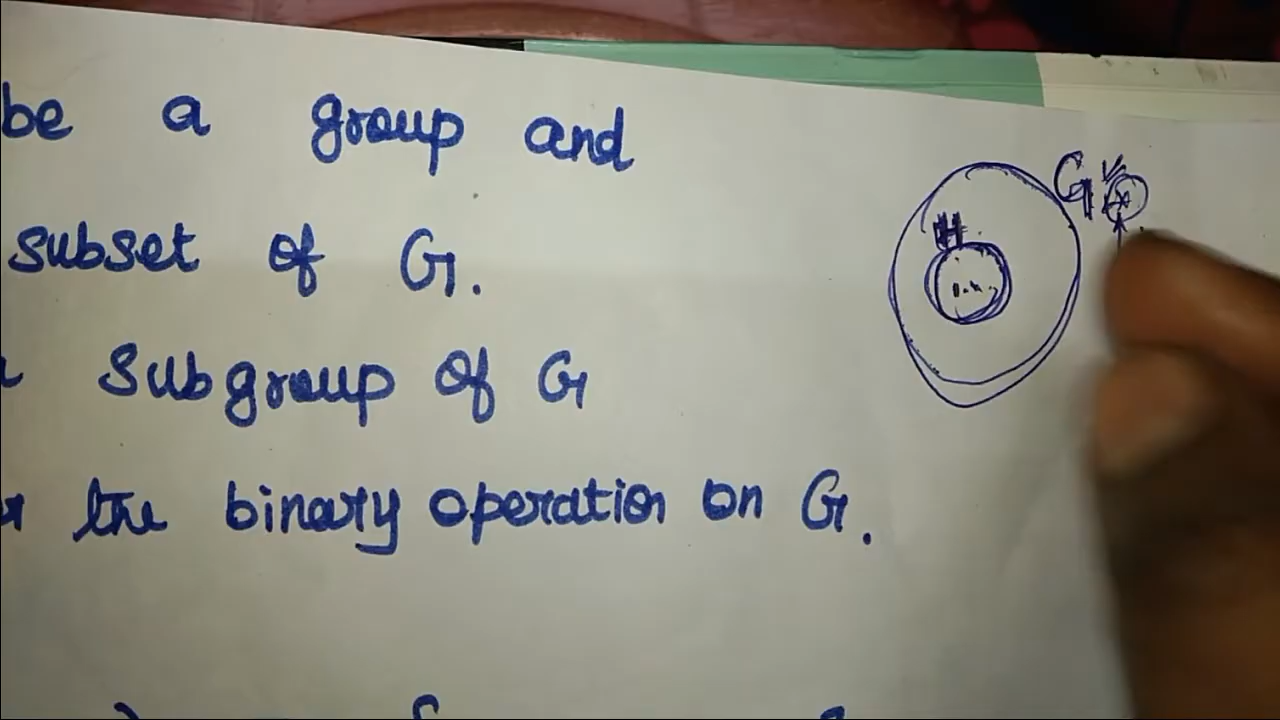 be a group and
subset of G.
Subgroup of G
the binary operation on G.
G *
H